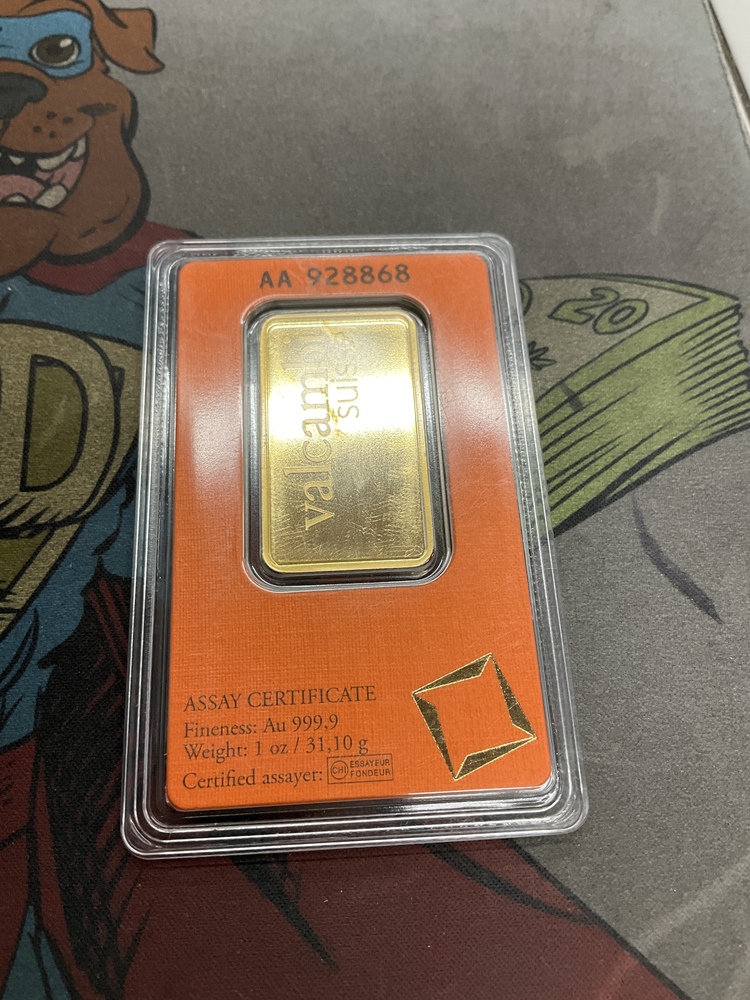 AA 928868
valcambi
suisse
20
D
ASSAY CERTIFICATE
Fineness: Au 999,9
Weight: 1 oz / 31,10 g
Certified assayer: CHI ESSAYEUR
FONDEUR